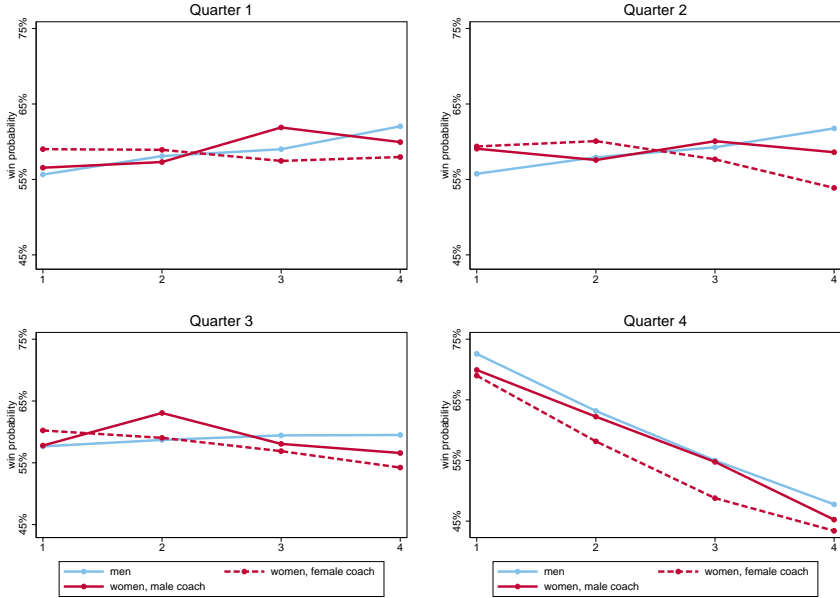 Quarter 1
75%
65%
55%
45%
win probability
1 2 3 4
Quarter 2
75%
65%
55%
45%
win probability
1 2 3 4
Quarter 3
75%
65%
55%
45%
win probability
1 2 3 4
men women, female coach
women, male coach
Quarter 4
75%
65%
55%
45%
win probability
1 2 3 4
men women, female coach
women, male coach